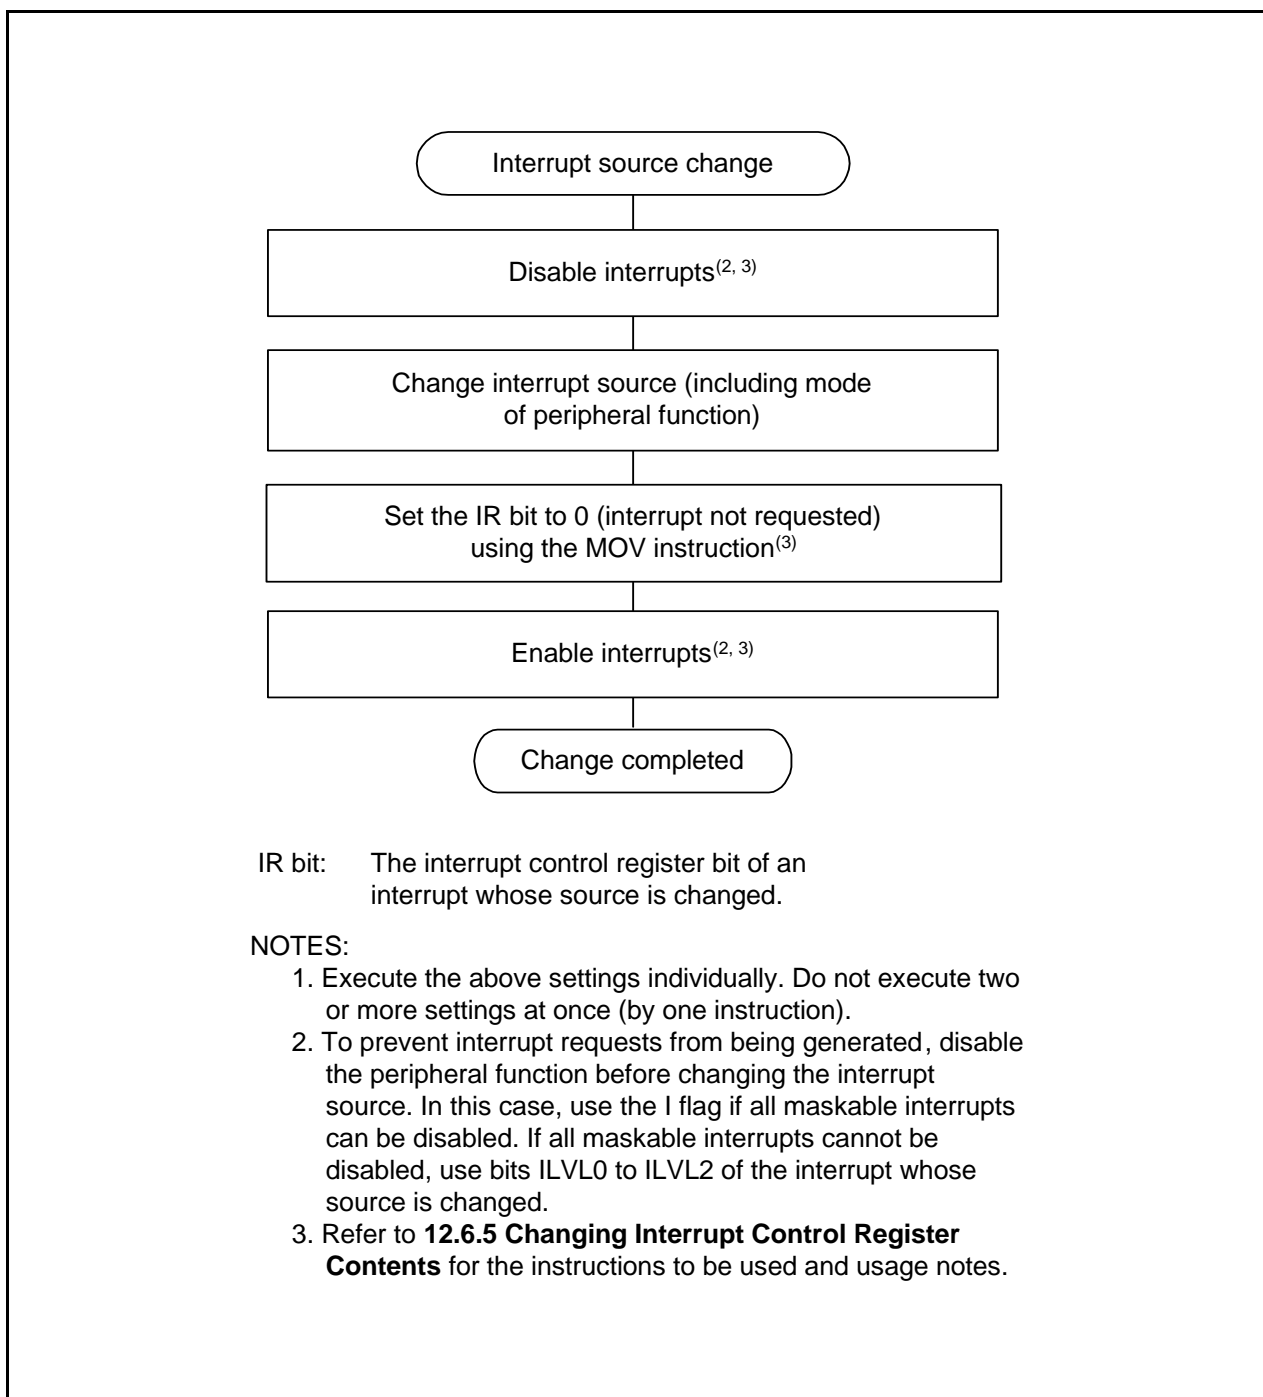 Interrupt source change
Disable interrupts(2, 3)
Change interrupt source (including mode
of peripheral function)
Set the IR bit to 0 (interrupt not requested)
using the MOV instruction(3)
Enable interrupts(2, 3)
Change completed
IR bit: The interrupt control register bit of an
interrupt whose source is changed.
NOTES:
1. Execute the above settings individually. Do not execute two
or more settings at once (by one instruction).
2. To prevent interrupt requests from being generated, disable
the peripheral function before changing the interrupt
source. In this case, use the I flag if all maskable interrupts
can be disabled. If all maskable interrupts cannot be
disabled, use bits ILVL0 to ILVL2 of the interrupt whose
source is changed.
3. Refer to 12.6.5 Changing Interrupt Control Register
Contents for the instructions to be used and usage notes.